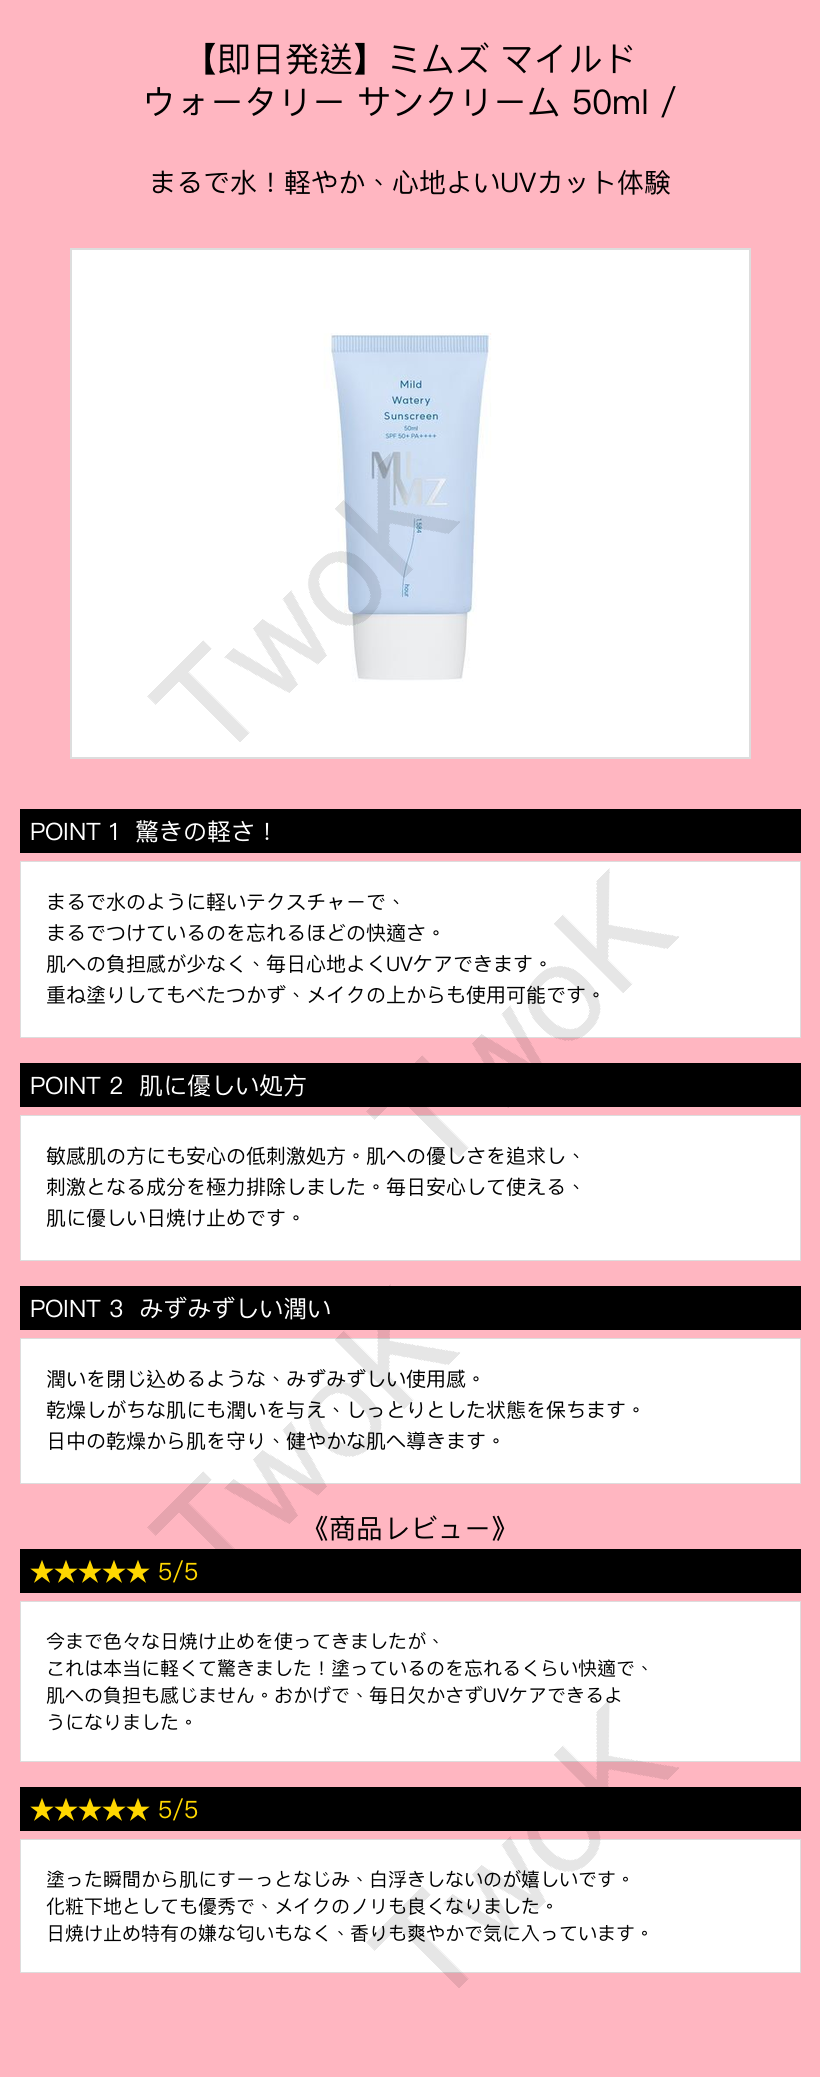 【即日発送】ミムズ マイルド
ウォータリー サンクリーム 50ml /
まるで水！軽やか、心地よいUVカット体験
Mild
Watery
Sunscreen
50ml
SPF 50+ PA++++
MI
MZ
1584
hour
TwoK
POINT 1 驚きの軽さ！
まるで水のように軽いテクスチャーで、
まるでつけているのを忘れるほどの快適さ。
肌への負担感が少なく、毎日心地よくUVケアできます。
重ね塗りしてもべたつかず、メイクの上からも使用可能です。
TwoK
POINT 2 肌に優しい処方
敏感肌の方にも安心の低刺激処方。肌への優しさを追求し、
刺激となる成分を極力排除しました。毎日安心して使える、
肌に優しい日焼け止めです。
POINT 3 みずみずしい潤い
潤いを閉じ込めるような、みずみずしい使用感。
乾燥しがちな肌にも潤いを与え、しっとりとした状態を保ちます。
日中の乾燥から肌を守り、健やかな肌へ導きます。
TwoK
《商品レビュー》
★★★★★ 5/5
今まで色々な日焼け止めを使ってきましたが、
これは本当に軽くて驚きました！塗っているのを忘れるくらい快適で、
肌への負担も感じません。おかげで、毎日欠かさずUVケアできるよ
うになりました。
★★★★★ 5/5
塗った瞬間から肌にすーっとなじみ、白浮きしないのが嬉しいです。
化粧下地としても優秀で、メイクのノリも良くなりました。
日焼け止め特有の嫌な匂いもなく、香りも爽やかで気に入っています。
TwoK